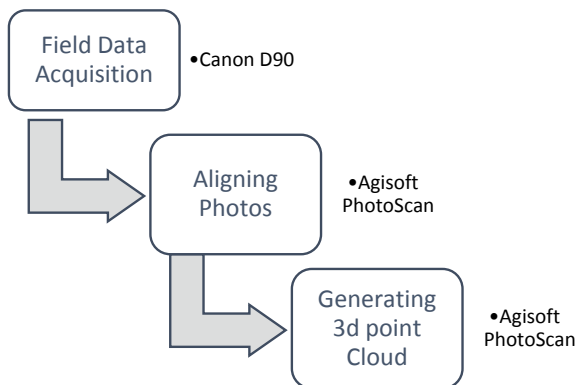 Field Data
Acquisition
•Canon D90
Aligning
Photos
•Agisoft
PhotoScan
Generating
3d point
Cloud
•Agisoft
PhotoScan